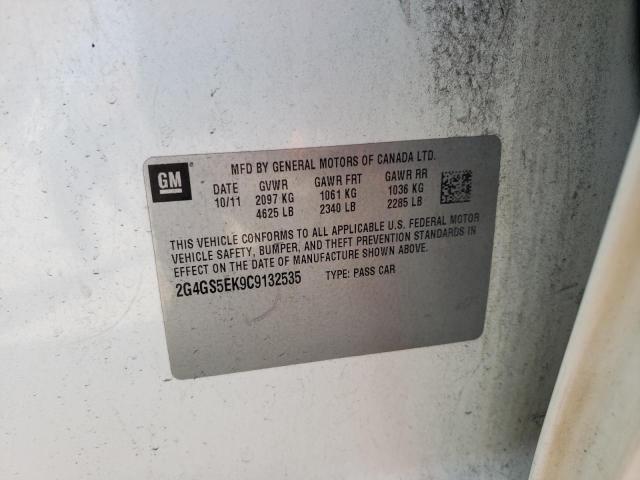 GM
MFD BY GENERAL MOTORS OF CANADA LTD.
DATE GVWR GAWR FRT GAWR RR
10/11 2097 KG 1061 KG 1036 KG
4625 LB 2340 LB 2285 LB
THIS VEHICLE CONFORMS TO ALL APPLICABLE U.S. FEDERAL MOTOR
VEHICLE SAFETY, BUMPER, AND THEFT PREVENTION STANDARDS IN
EFFECT ON THE DATE OF MANUFACTURE SHOWN ABOVE.
2G4GS5EK9C9132535 TYPE: PASS CAR